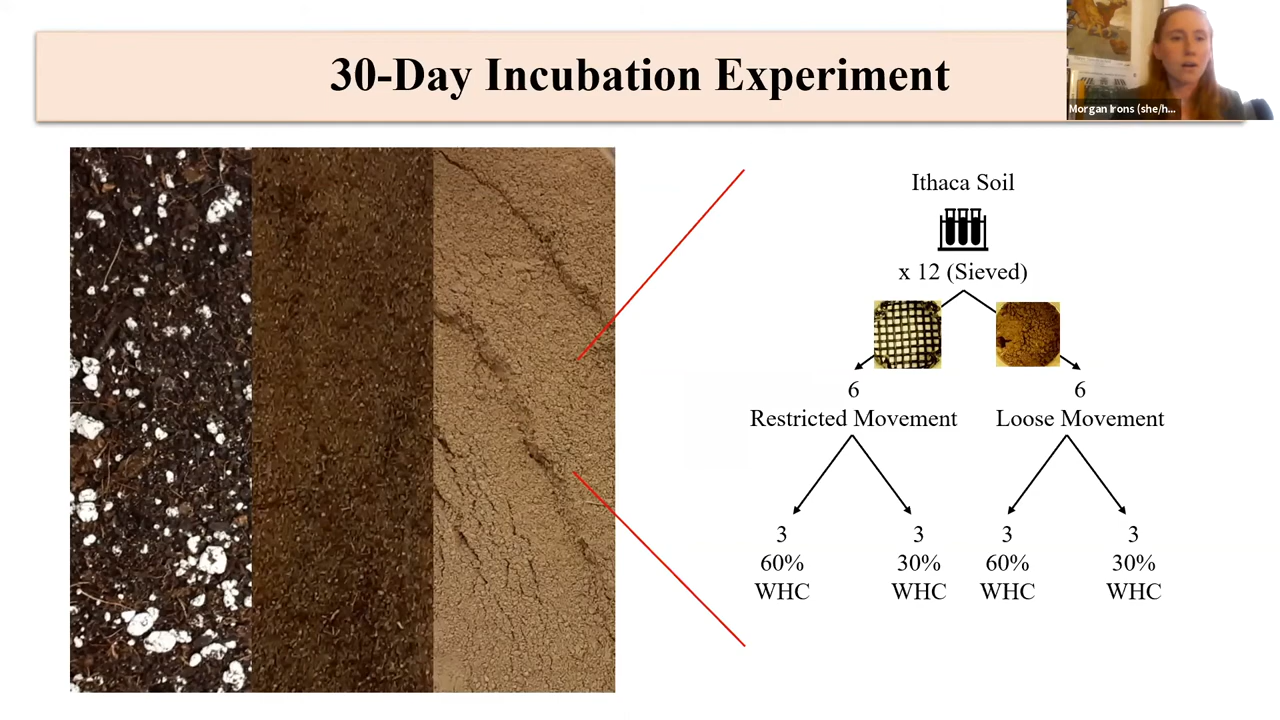 30-Day Incubation Experiment
Morgan Irons (she/h...
Ithaca Soil
x 12 (Sieved)
6
Restricted Movement
6
Loose Movement
3
60%
WHC
3
30%
WHC
3
60%
WHC
3
30%
WHC